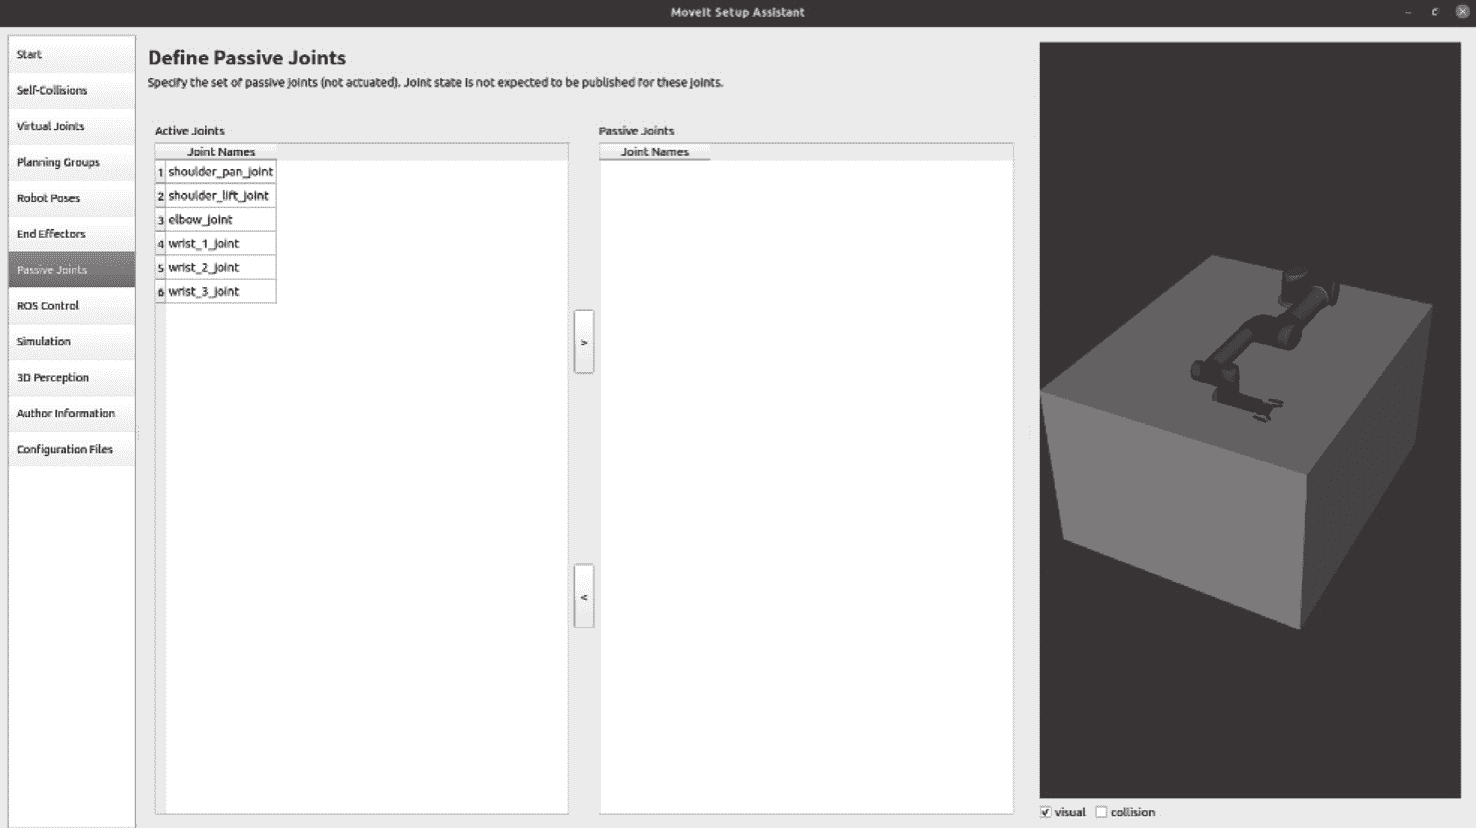 MoveIt Setup Assistant
Start
Self-Collisions
Virtual Joints
Planning Groups
Robot Poses
End Effectors
Passive Joints
ROS Control
Simulation
3D Perception
Author Information
Configuration Files
Define Passive Joints
Specify the set of passive joints (not actuated). Joint state is not expected to be published for these joints.
Active Joints
Joint Names
1 shoulder_pan_joint
2 shoulder_lift_joint
3 elbow_joint
4 wrist_1_joint
5 wrist_2_joint
6 wrist_3_joint
>
<
Passive Joints
Joint Names
visual collision